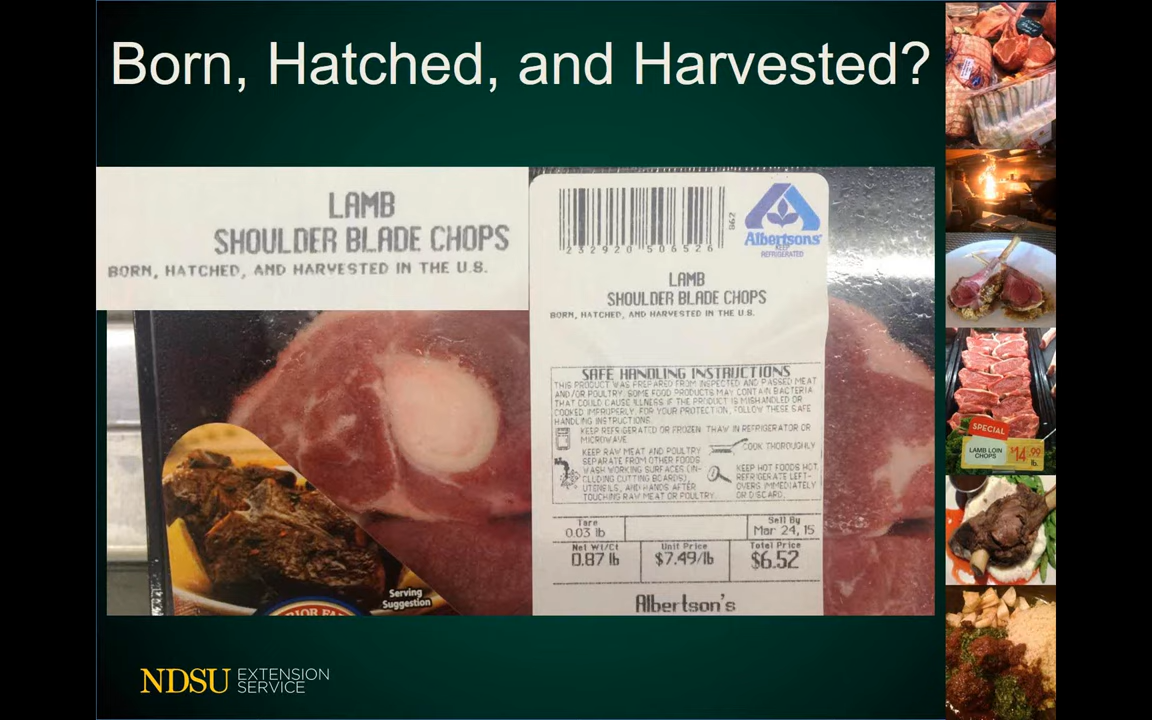 Born, Hatched, and Harvested?
LAMB
SHOULDER BLADE CHOPS
BORN, HATCHED, AND HARVESTED IN THE U.S.
232920 506526
862
Albertsons
KEEP
REFRIGERATED
LAMB
SHOULDER BLADE CHOPS
BORN, HATCHED, AND HARVESTED IN THE U.S.
SAFE HANDLING INSTRUCTIONS
THIS PRODUCT WAS PREPARED FROM INSPECTED AND PASSED MEAT
AND/OR POULTRY. SOME FOOD PRODUCTS MAY CONTAIN BACTERIA
THAT COULD CAUSE ILLNESS IF THE PRODUCT IS MISHANDLED OR
COOKED IMPROPERLY. FOR YOUR PROTECTION, FOLLOW THESE SAFE
HANDLING INSTRUCTIONS.
KEEP REFRIGERATED OR FROZEN. THAW IN REFRIGERATOR OR
MICROWAVE.
KEEP RAW MEAT AND POULTRY
SEPARATE FROM OTHER FOODS.
WASH WORKING SURFACES (IN-
CLUDING CUTTING BOARDS),
UTENSILS, AND HANDS AFTER
TOUCHING RAW MEAT OR POULTRY.
COOK THOROUGHLY
KEEP HOT FOODS HOT.
REFRIGERATE LEFT-
OVERS IMMEDIATELY
OR DISCARD.
Tare
0.03 lb
Sell By
Mar 24, 15
Net Wt/Ct
0.87 lb
Unit Price
$7.49/lb
Total Price
$6.52
Albertson's
Serving
Suggestion
SPECIAL
LAMB LOIN
CHOPS
$14.99
lb.
NDSU EXTENSION
SERVICE